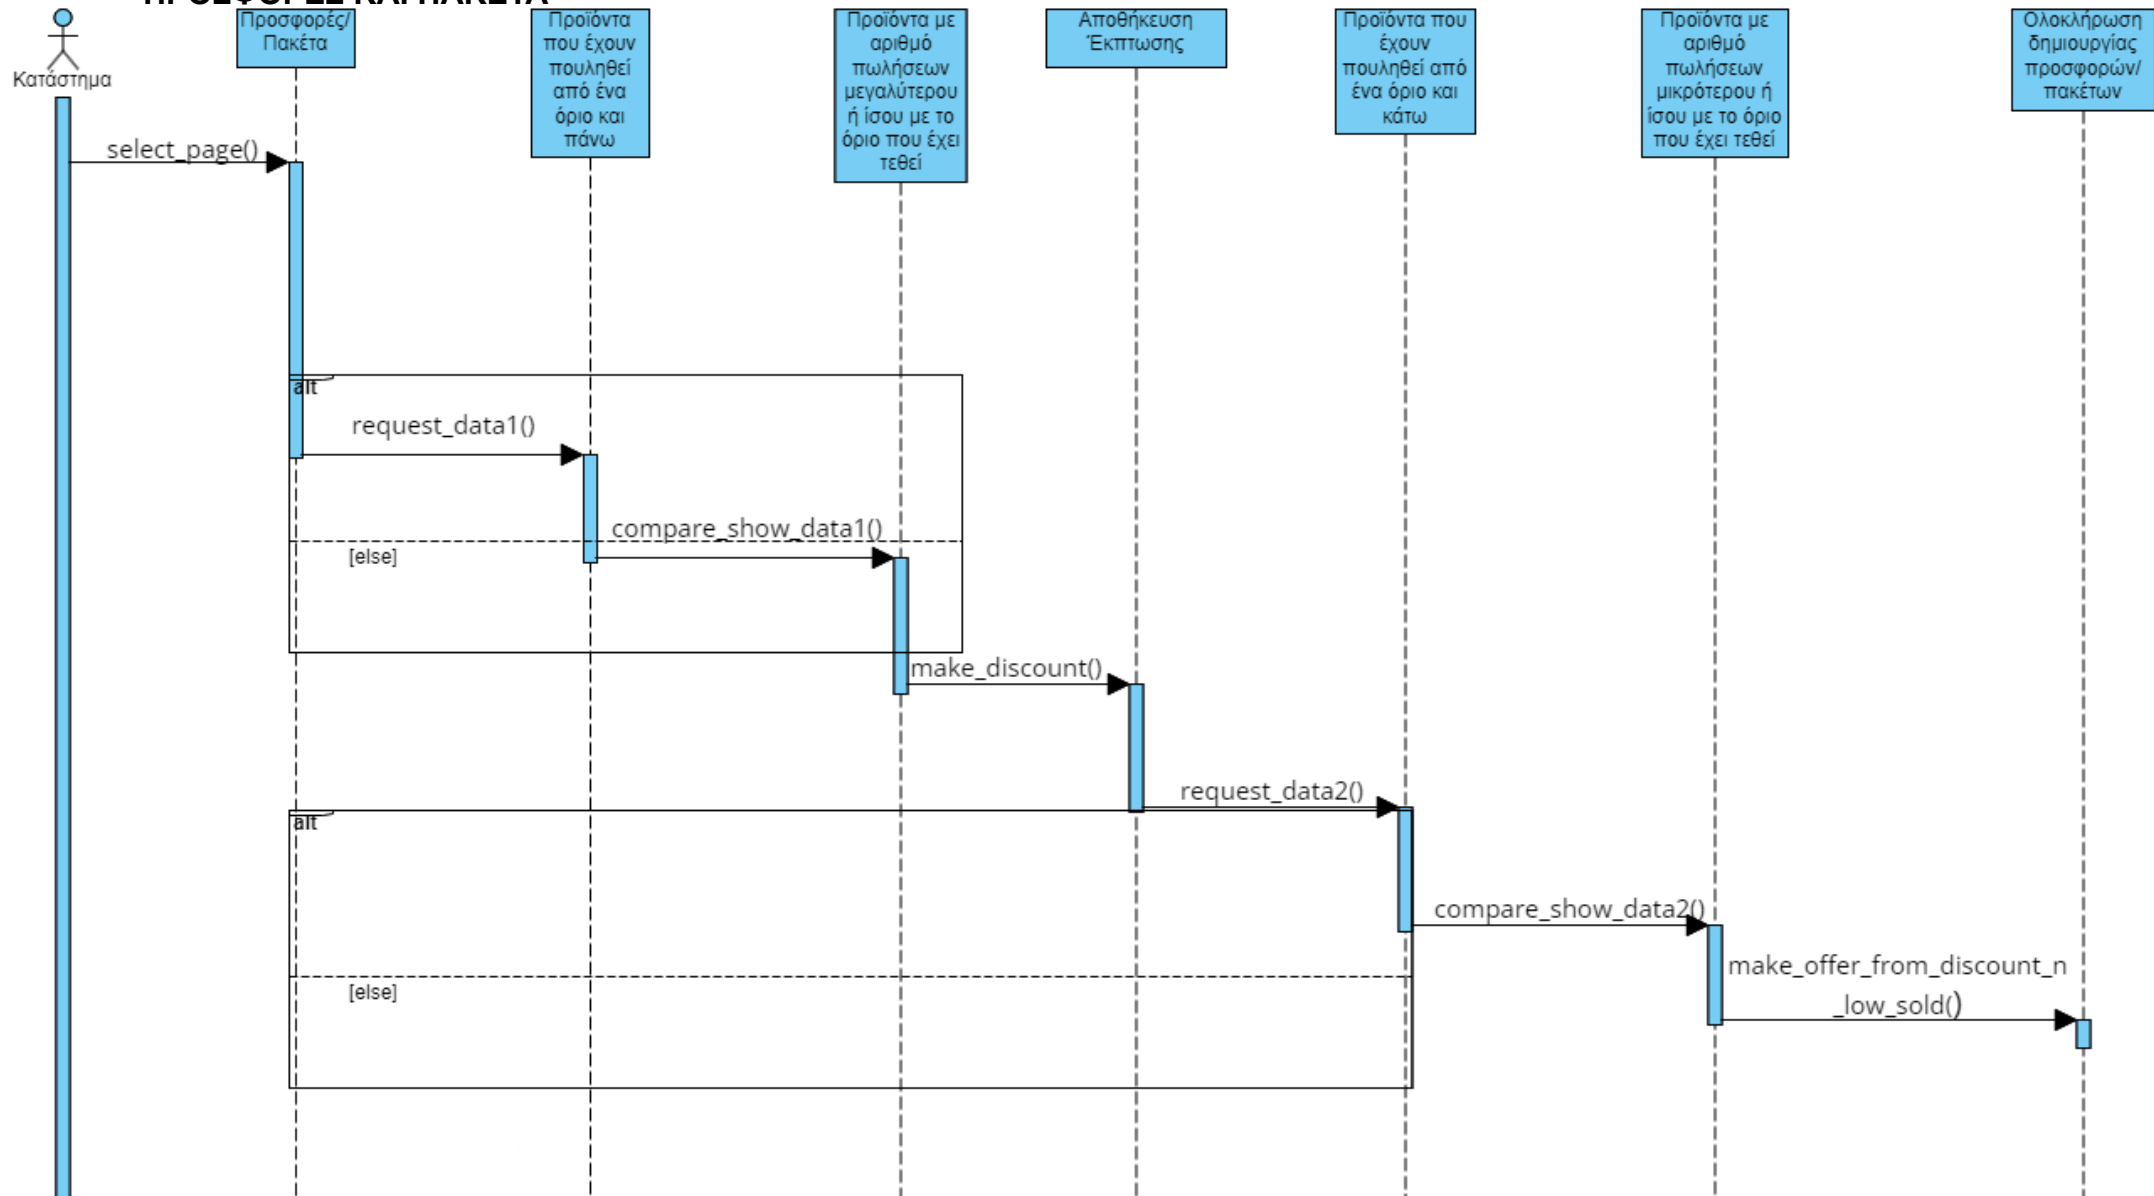 ΠΡΟΣΦΟΡΕΣ ΚΑΙ ΠΑΚΕΤΑ
Κατάστημα
Προσφορές/
Πακέτα
Προϊόντα
που έχουν
πουληθεί
από ένα
όριο και
πάνω
Προϊόντα με
αριθμό
πωλήσεων
μεγαλύτερου
ή ίσου με το
όριο που έχει
τεθεί
Αποθήκευση
Έκπτωσης
Προϊόντα που
έχουν
πουληθεί από
ένα όριο και
κάτω
Προϊόντα με
αριθμό
πωλήσεων
μικρότερου ή
ίσου με το όριο
που έχει τεθεί
Ολοκλήρωση
δημιουργίας
προσφορών/
πακέτων
select_page()
alt
request_data1()
compare_show_data1()
[else]
make_discount()
request_data2()
alt
compare_show_data2()
make_offer_from_discount_n
_low_sold()
[else]